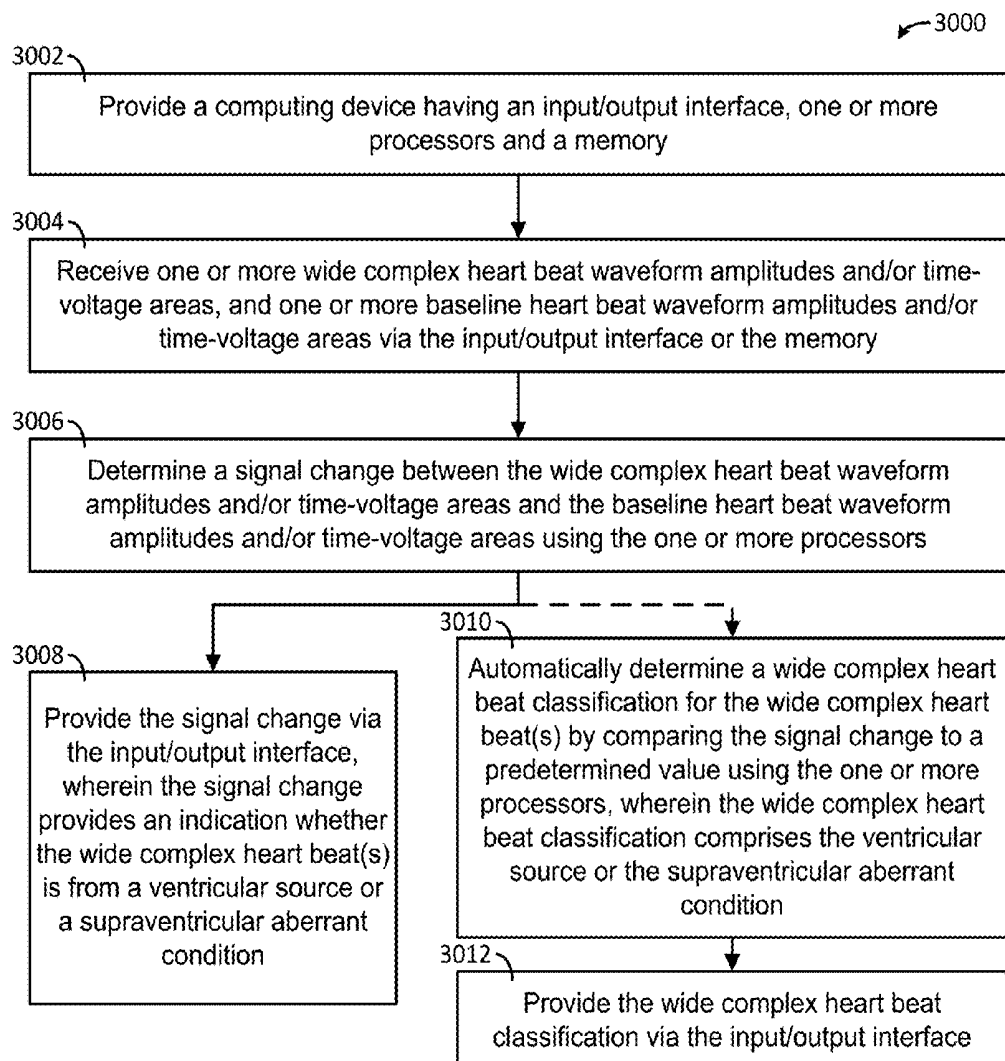 3000
3002
Provide a computing device having an input/output interface, one or more
processors and a memory
3004
Receive one or more wide complex heart beat waveform amplitudes and/or time-
voltage areas, and one or more baseline heart beat waveform amplitudes and/or
time-voltage areas via the input/output interface or the memory
3006
Determine a signal change between the wide complex heart beat waveform
amplitudes and/or time-voltage areas and the baseline heart beat waveform
amplitudes and/or time-voltage areas using the one or more processors
3008
Provide the signal change via
the input/output interface,
wherein the signal change
provides an indication whether
the wide complex heart beat(s)
is from a ventricular source or
a supraventricular aberrant
condition
3010
Automatically determine a wide complex heart
beat classification for the wide complex heart
beat(s) by comparing the signal change to a
predetermined value using the one or more
processors, wherein the wide complex heart
beat classification comprises the ventricular
source or the supraventricular aberrant
condition
3012
Provide the wide complex heart beat
classification via the input/output interface